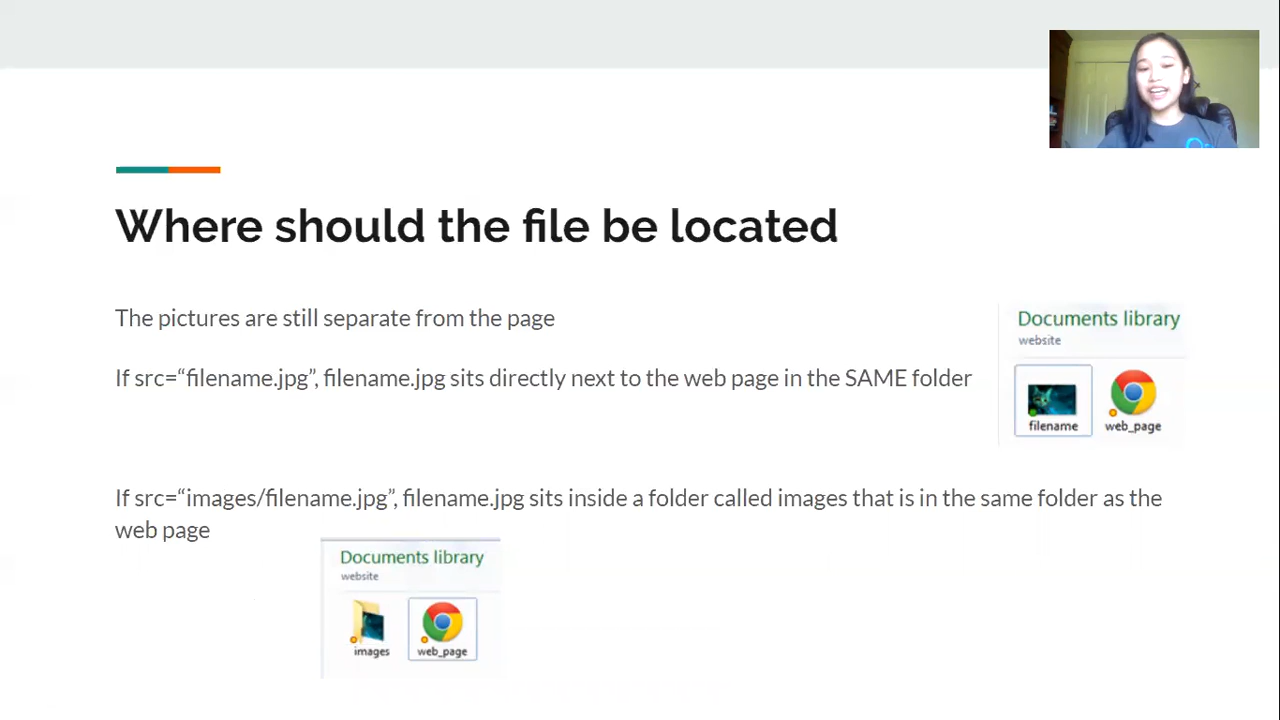 Where should the file be located
The pictures are still separate from the page
If src=“filename.jpg”, filename.jpg sits directly next to the web page in the SAME folder
Documents library
website
filename web_page
If src=“images/filename.jpg”, filename.jpg sits inside a folder called images that is in the same folder as the
web page
Documents library
website
images web_page